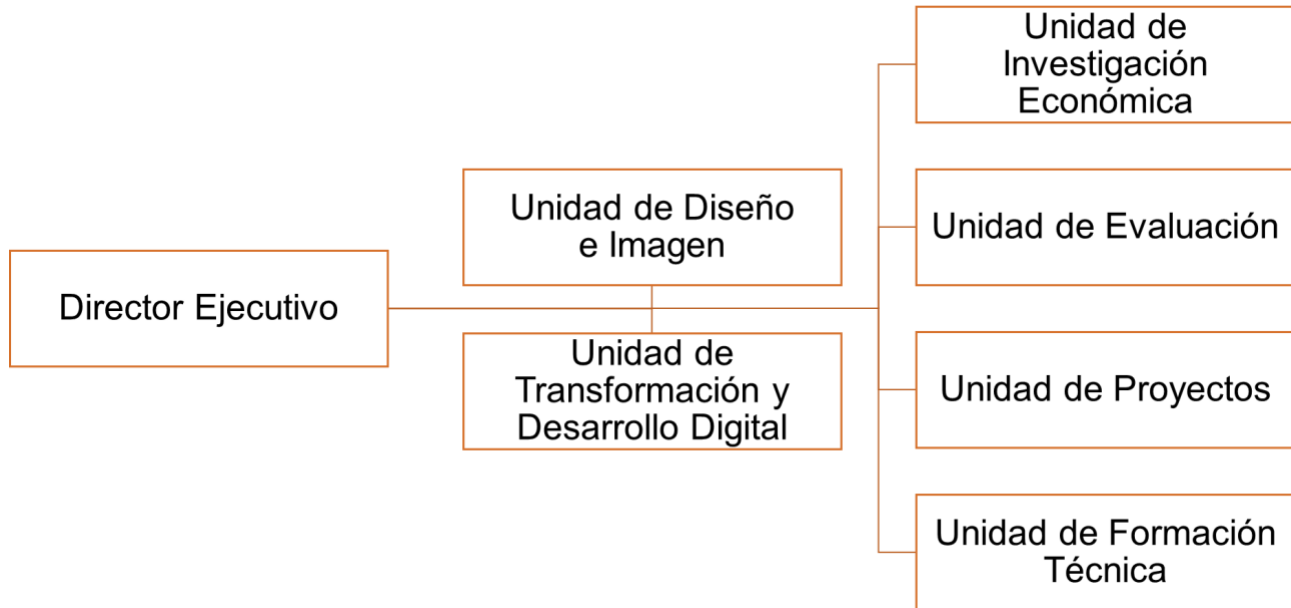 Director Ejecutivo
Unidad de Diseño
e Imagen
Unidad de
Transformación y
Desarrollo Digital
Unidad de
Investigación
Económica
Unidad de Evaluación
Unidad de Proyectos
Unidad de Formación
Técnica